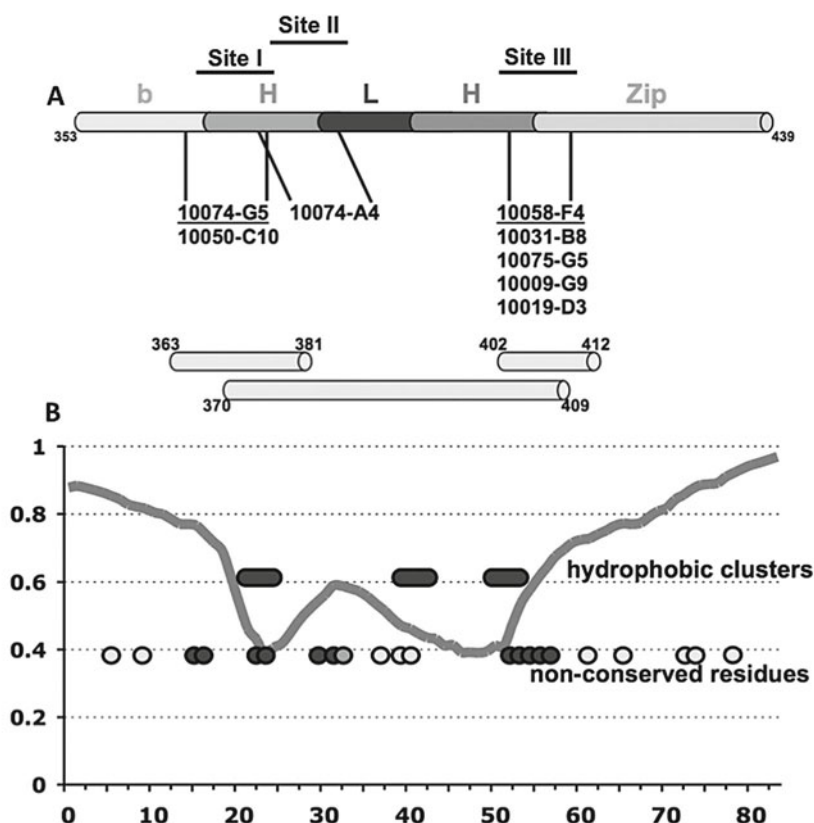 Site II
Site I
Site III
A
b H L H Zip
353
439
10074-G5 10074-A4 10058-F4
10050-C10 10031-B8
10075-G5
10009-G9
10019-D3
363 381 402 412
370 409
B
1
0.8
0.6
hydrophobic clusters
0.4
non-conserved residues
0.2
0
0 10 20 30 40 50 60 70 80